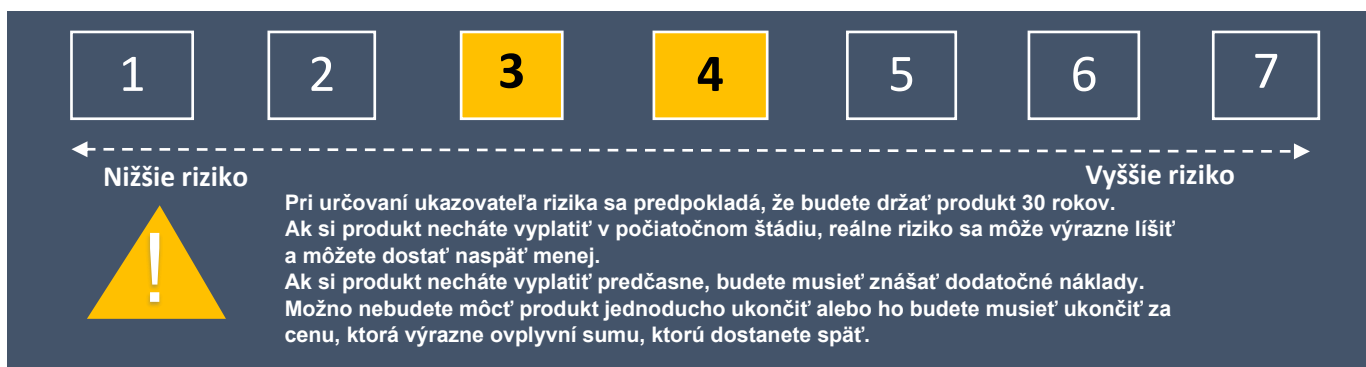 1 2 3 4 5 6 7
Nižšie riziko Vyššie riziko
!
Pri určovaní ukazovateľa rizika sa predpokladá, že budete držať produkt 30 rokov.
Ak si produkt necháte vyplatiť v počiatočnom štádiu, reálne riziko sa môže výrazne líšiť
a môžete dostať naspäť menej.
Ak si produkt necháte vyplatiť predčasne, budete musieť znášať dodatočné náklady.
Možno nebudete môcť produkt jednoducho ukončiť alebo ho budete musieť ukončiť za
cenu, ktorá výrazne ovplyvní sumu, ktorú dostanete späť.